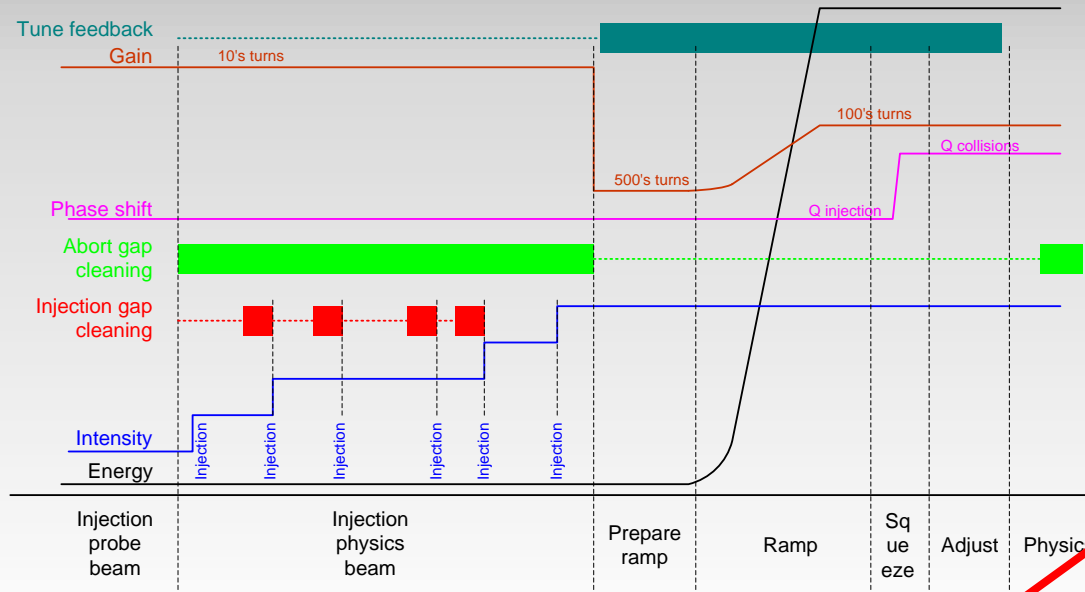 Tune feedback
Gain
10's turns
100's turns
Q collisions
500's turns
Phase shift
Q injection
Abort gap
cleaning
Injection gap
cleaning
Intensity
Injection
Injection
Injection
Injection
Injection
Injection
Energy
Injection
probe
beam
Injection
physics
beam
Prepare
ramp
Ramp
Sq
ue
eze
Adjust
Physic